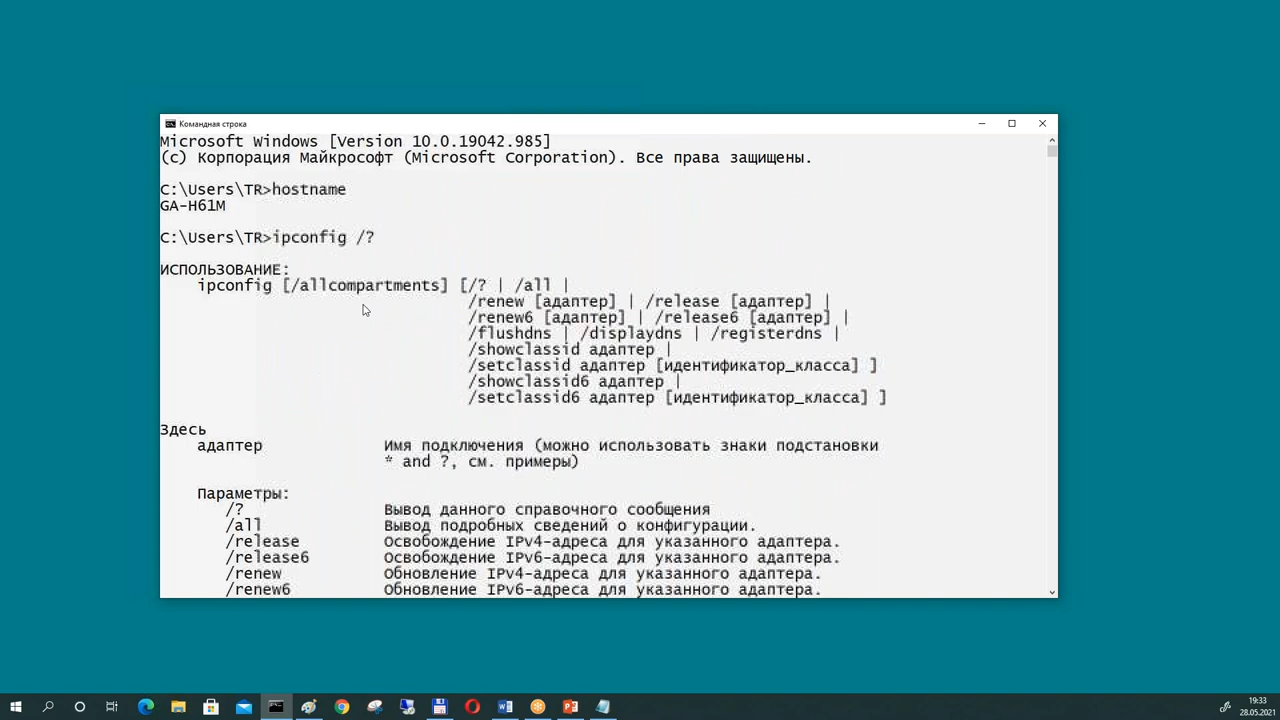 Командная строка
Microsoft Windows [Version 10.0.19042.985]
(c) Корпорация Майкрософт (Microsoft Corporation). Все права защищены.
C:\Users\TR>hostname
GA-H61M
C:\Users\TR>ipconfig /?
ИСПОЛЬЗОВАНИЕ:
ipconfig [/allcompartments] [/? | /all |
/renew [адаптер] | /release [адаптер] |
/renew6 [адаптер] | /release6 [адаптер] |
/flushdns | /displaydns | /registerdns |
/showclassid адаптер |
/setclassid адаптер [идентификатор_класса] ]
/showclassid6 адаптер |
/setclassid6 адаптер [идентификатор_класса] ]
Здесь
адаптер Имя подключения (можно использовать знаки подстановки
* and ?, см. примеры)
Параметры:
/? Вывод данного справочного сообщения
/all Вывод подробных сведений о конфигурации.
/release Освобождение IPv4-адреса для указанного адаптера.
/release6 Освобождение IPv6-адреса для указанного адаптера.
/renew Обновление IPv4-адреса для указанного адаптера.
/renew6 Обновление IPv6-адреса для указанного адаптера.
19:33
28.05.2021